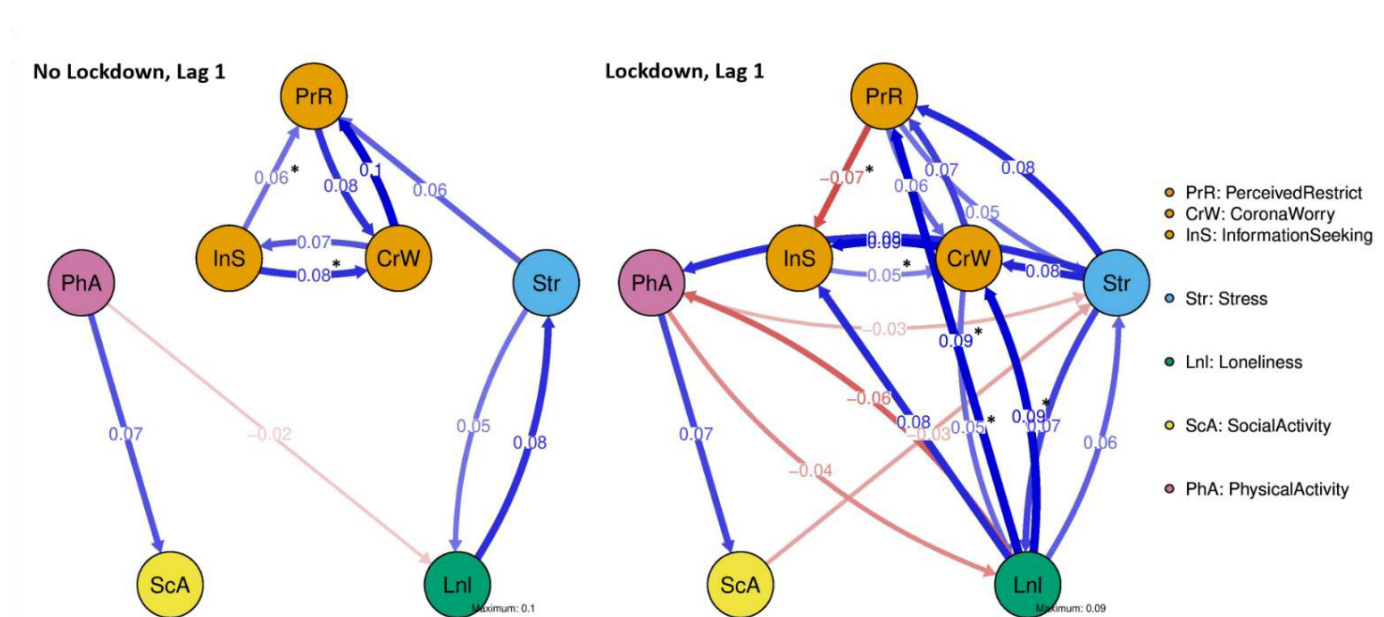 No Lockdown, Lag 1
PrR
0.06*
0.08
0.1
0.06
InS
0.07
0.08*
CrW
PhA
Str
0.07
-0.02
0.05
0.08
ScA
Lnl
Maximum: 0.1
Lockdown, Lag 1
PrR
-0.07*
0.06
0.07
0.08
0.05
InS
0.09
0.05*
CrW
0.08
PhA
Str
-0.03
0.09*
-0.06
0.08
-0.03
0.05*
0.09*
0.07
0.06
0.07
-0.04
ScA
Lnl
Maximum: 0.09
PrR: PerceivedRestrict
CrW: CoronaWorry
InS: InformationSeeking
Str: Stress
Lnl: Loneliness
ScA: SocialActivity
PhA: PhysicalActivity